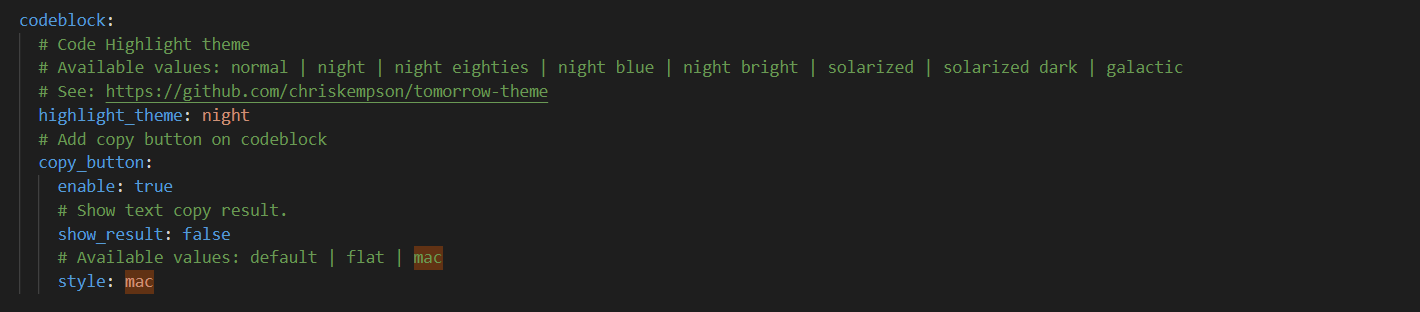 codeblock:
# Code Highlight theme
# Available values: normal | night | night eighties | night blue | night bright | solarized | solarized dark | galactic
# See: https://github.com/chriskempson/tomorrow-theme
highlight_theme: night
# Add copy button on codeblock
copy_button:
enable: true
# Show text copy result.
show_result: false
# Available values: default | flat | mac
style: mac